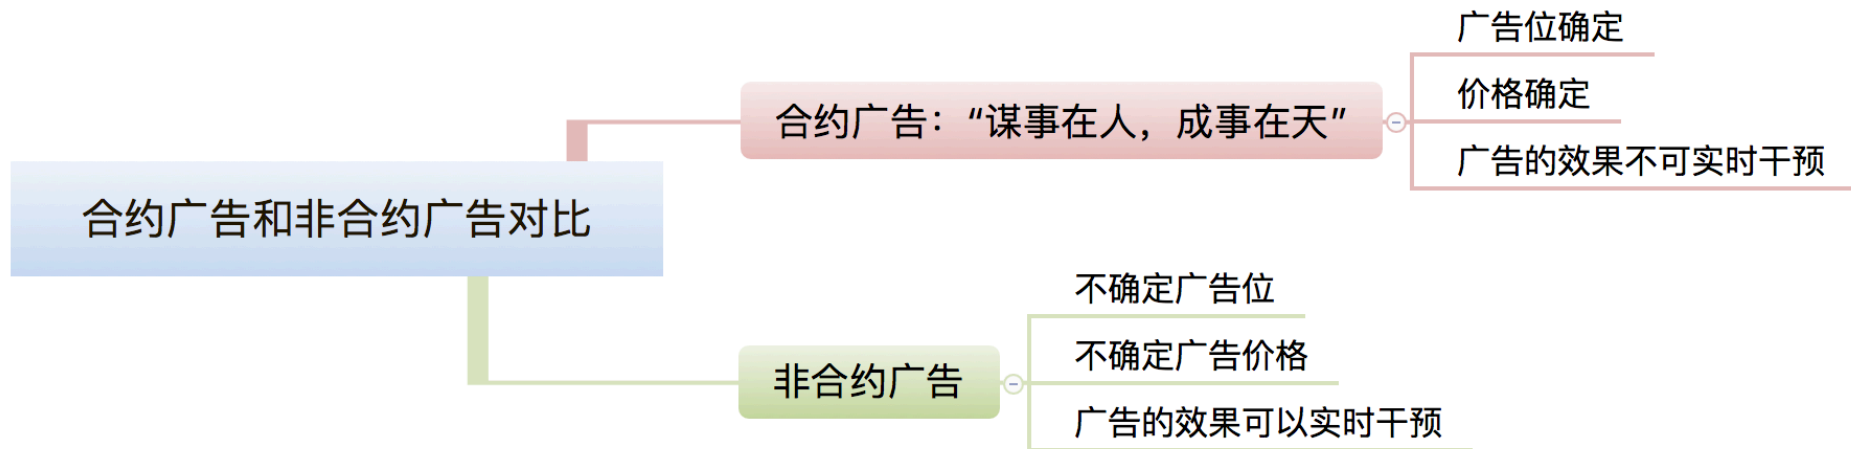 合约广告和非合约广告对比
合约广告：“谋事在人，成事在天”
广告位确定
价格确定
广告的效果不可实时干预
非合约广告
不确定广告位
不确定广告价格
广告的效果可以实时干预